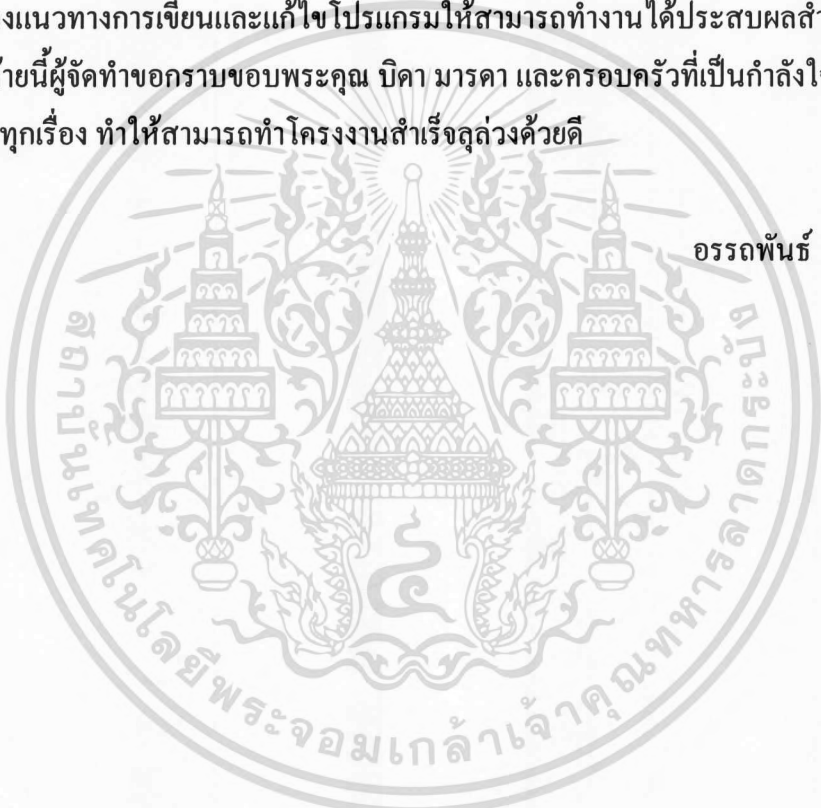 งแนวทางการเขียนและแก้ไขโปรแกรมให้สามารถทำงานได้ประสบผลสำ
ายนี้ผู้จัดทำขอกราบขอบพระคุณ บิดา มารดา และครอบครัวที่เป็นกำลังใ
ทุกเรื่อง ทำให้สามารถทำโครงงานสำเร็จลุล่วงด้วยดี
อรรถพันธ์
สถาบันเทคโนโลยีพระจอมเกล้าเจ้าคุณทหารลาดกระบัง